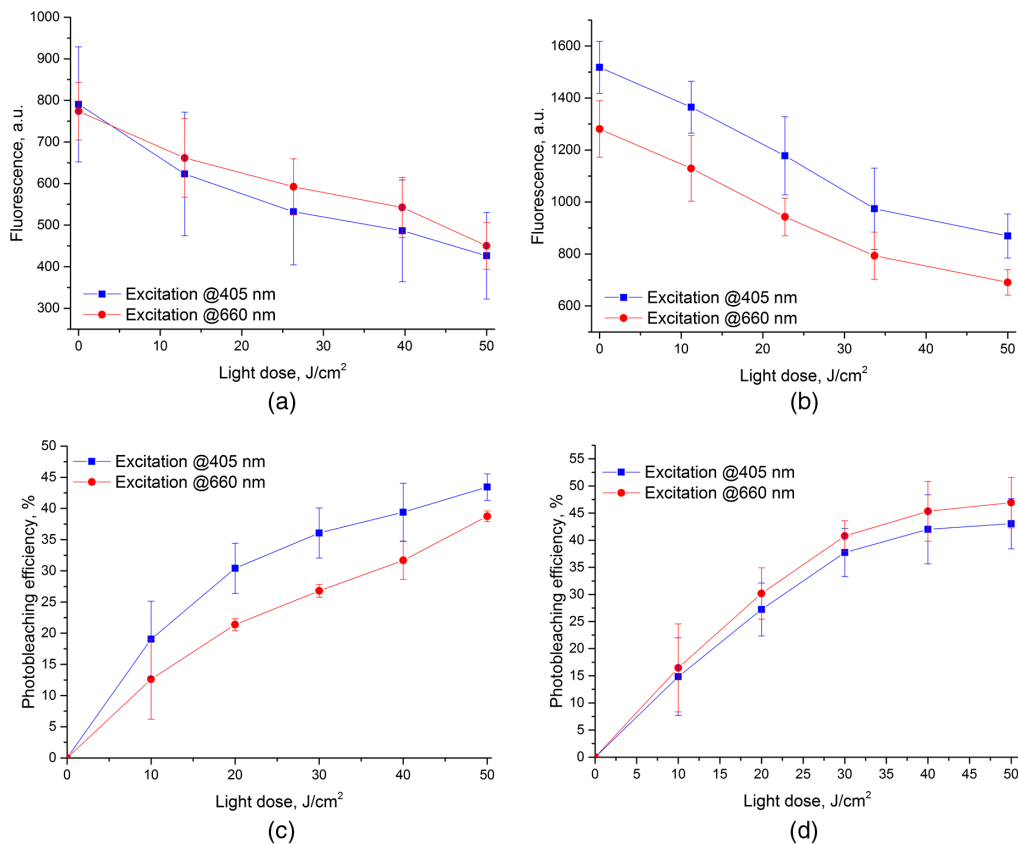 1000
900
800
700
600
500
400
300
Fluorescence, a.u.
Excitation @405 nm
Excitation @660 nm
0 10 20 30 40 50
Light dose, J/cm²
(a)
1600
1400
1200
1000
800
600
Fluorescence, a.u.
Excitation @405 nm
Excitation @660 nm
0 10 20 30 40 50
Light dose, J/cm²
(b)
50
45
40
35
30
25
20
15
10
5
0
Photobleaching efficiency, %
Excitation @405 nm
Excitation @660 nm
0 10 20 30 40 50
Light dose, J/cm²
(c)
55
50
45
40
35
30
25
20
15
10
5
0
Photobleaching efficiency, %
Excitation @405 nm
Excitation @660 nm
0 5 10 15 20 25 30 35 40 45 50
Light dose, J/cm²
(d)